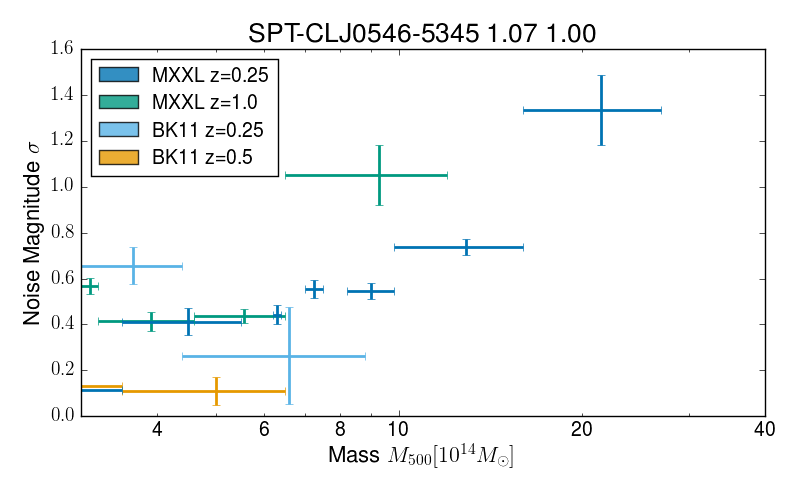 SPT-CLJ0546-5345 1.07 1.00
1.6
1.4
1.2
1.0
0.8
0.6
0.4
0.2
0.0
Noise Magnitude σ
MXXL z=0.25
MXXL z=1.0
BK11 z=0.25
BK11 z=0.5
4 6 8 10 20 40
Mass M₅₀₀[10¹⁴M☉]